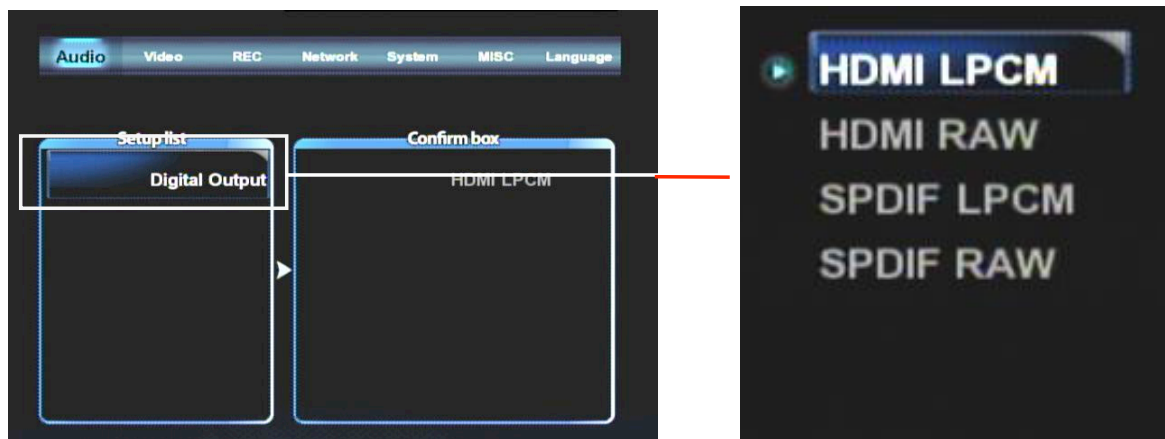 Audio Video REC Network System MISC Language
Setup list
Confirm box
Digital Output
HDMI LPCM
HDMI LPCM
HDMI RAW
SPDIF LPCM
SPDIF RAW